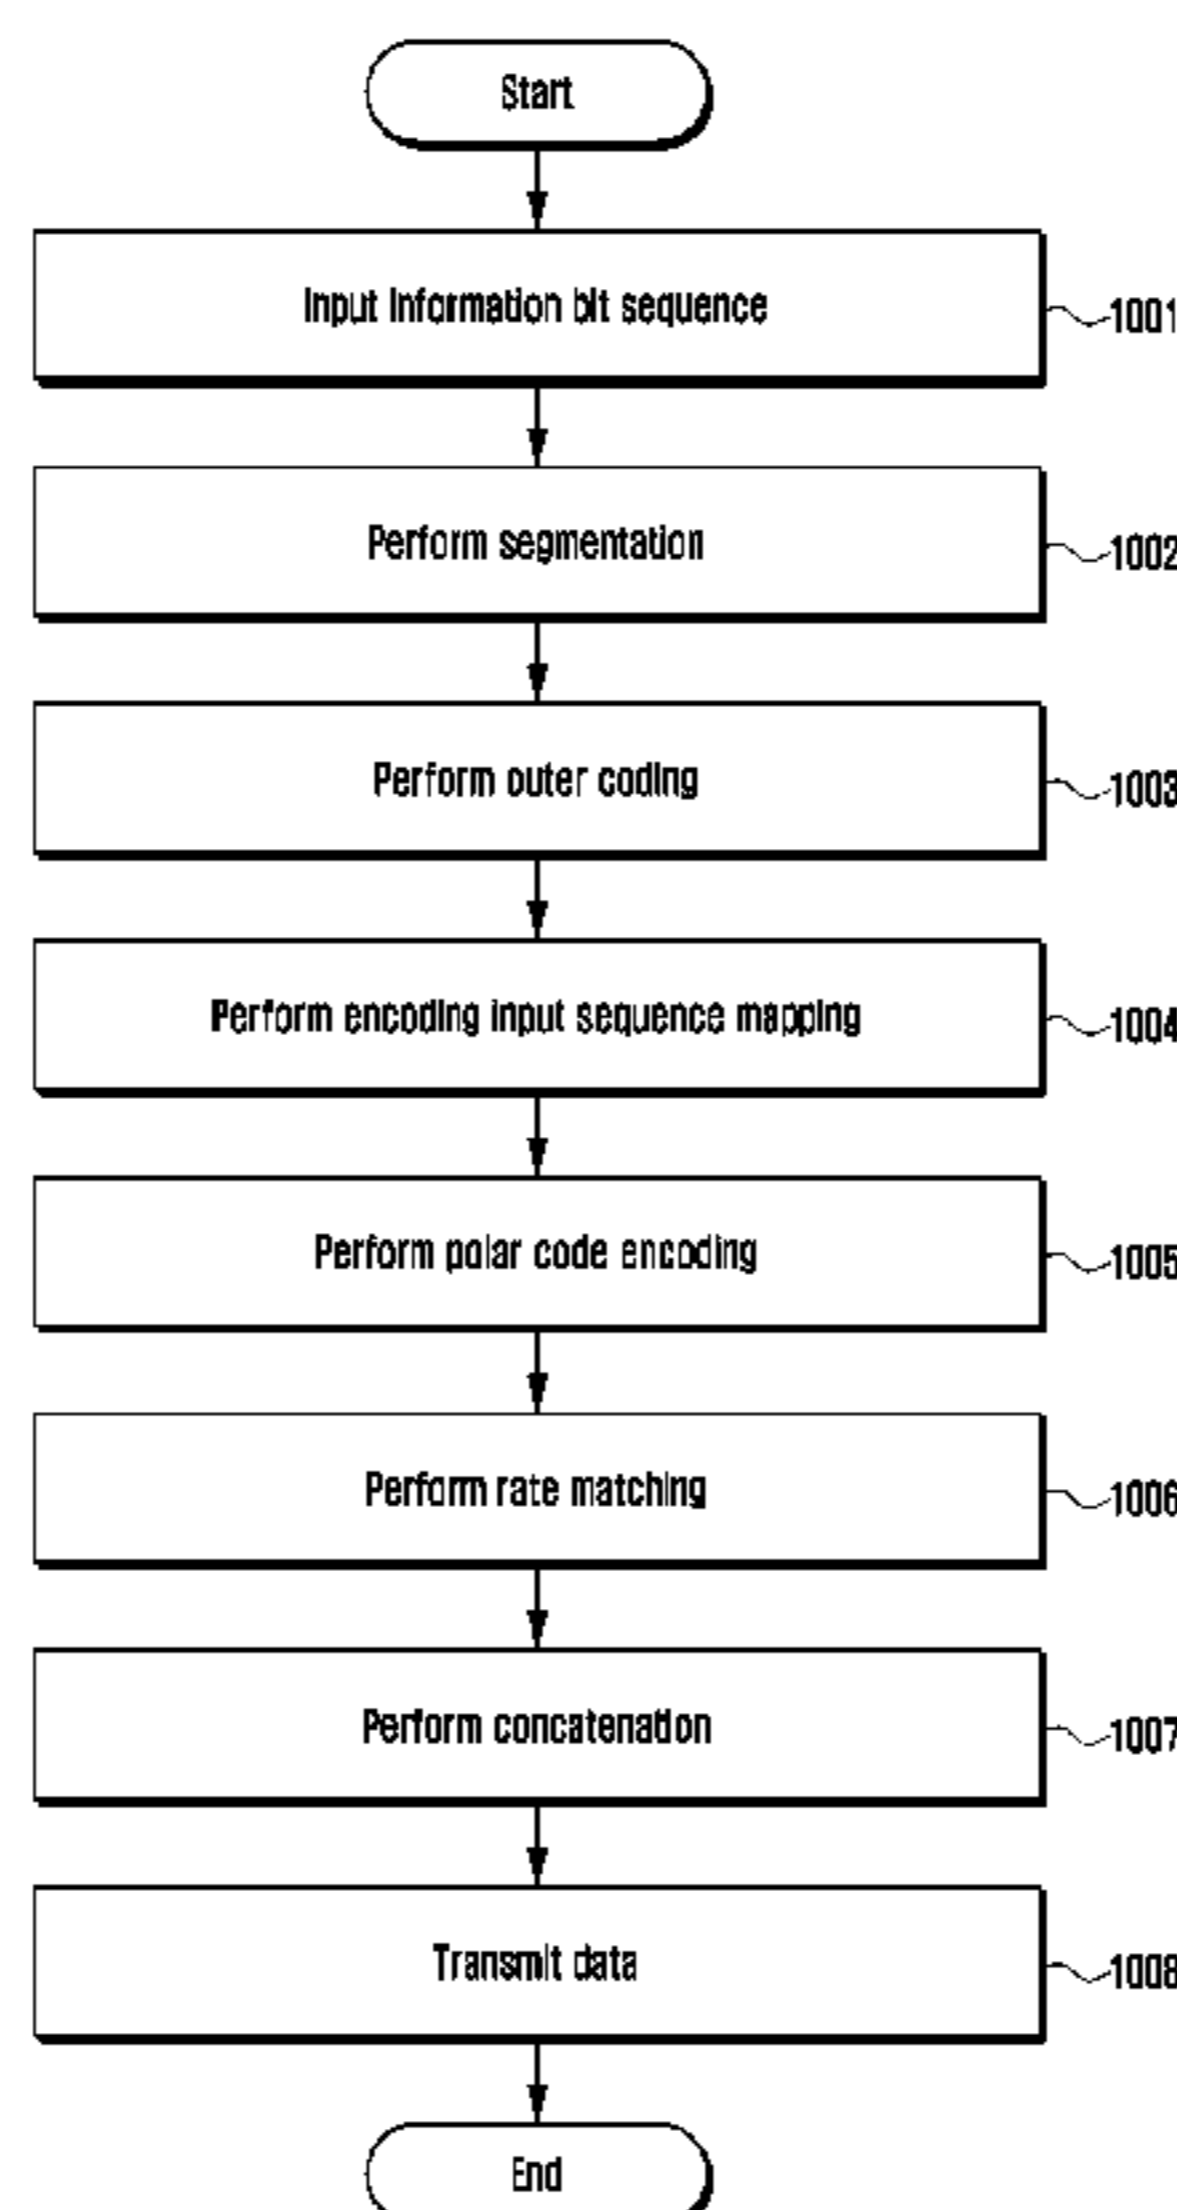 Start
Input information bit sequence
1001
Perform segmentation
1002
Perform outer coding
1003
Perform encoding input sequence mapping
1004
Perform polar code encoding
1005
Perform rate matching
1006
Perform concatenation
1007
Transmit data
1008
End